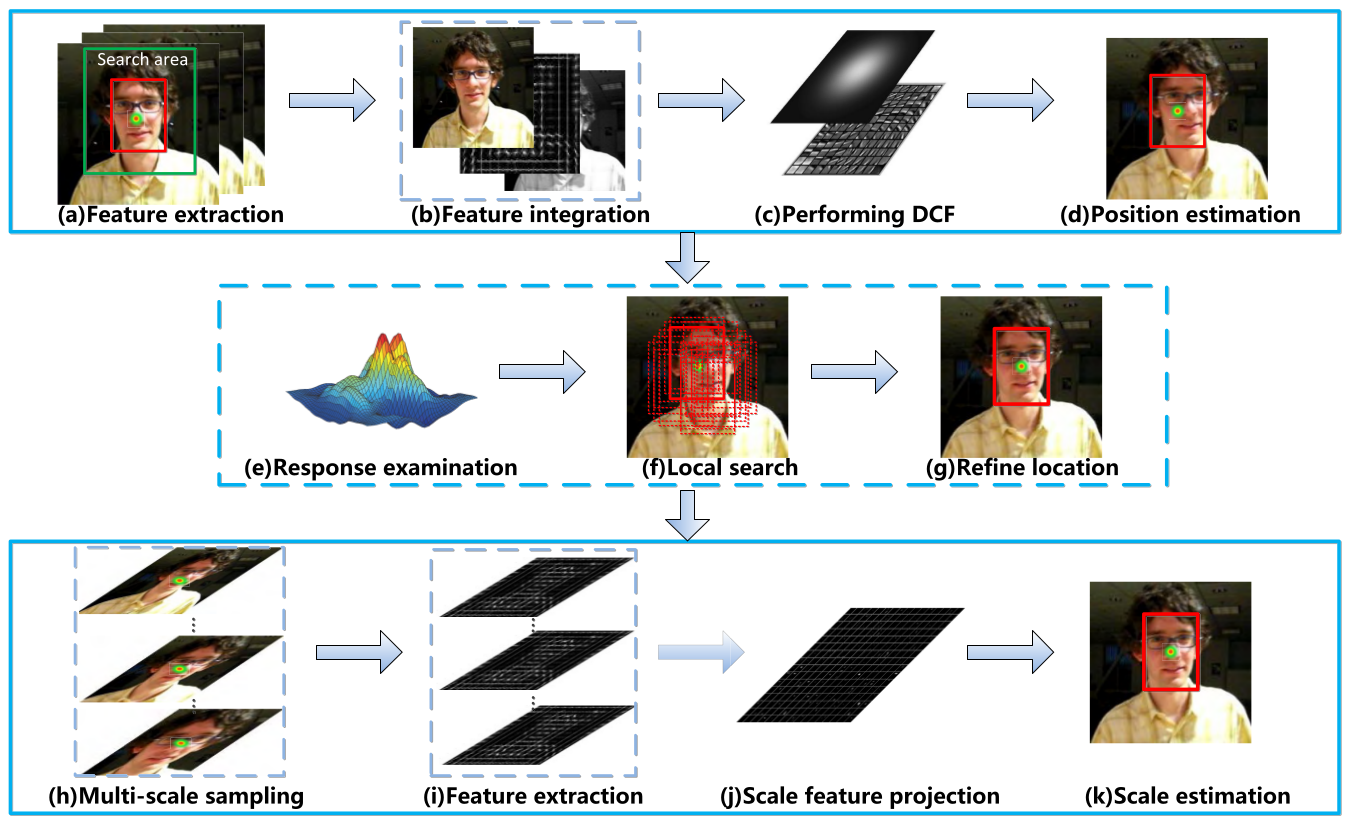 Search area
(a)Feature extraction
(b)Feature integration
(c)Performing DCF
(d)Position estimation
(e)Response examination
(f)Local search
(g)Refine location
(h)Multi-scale sampling
(i)Feature extraction
(j)Scale feature projection
(k)Scale estimation